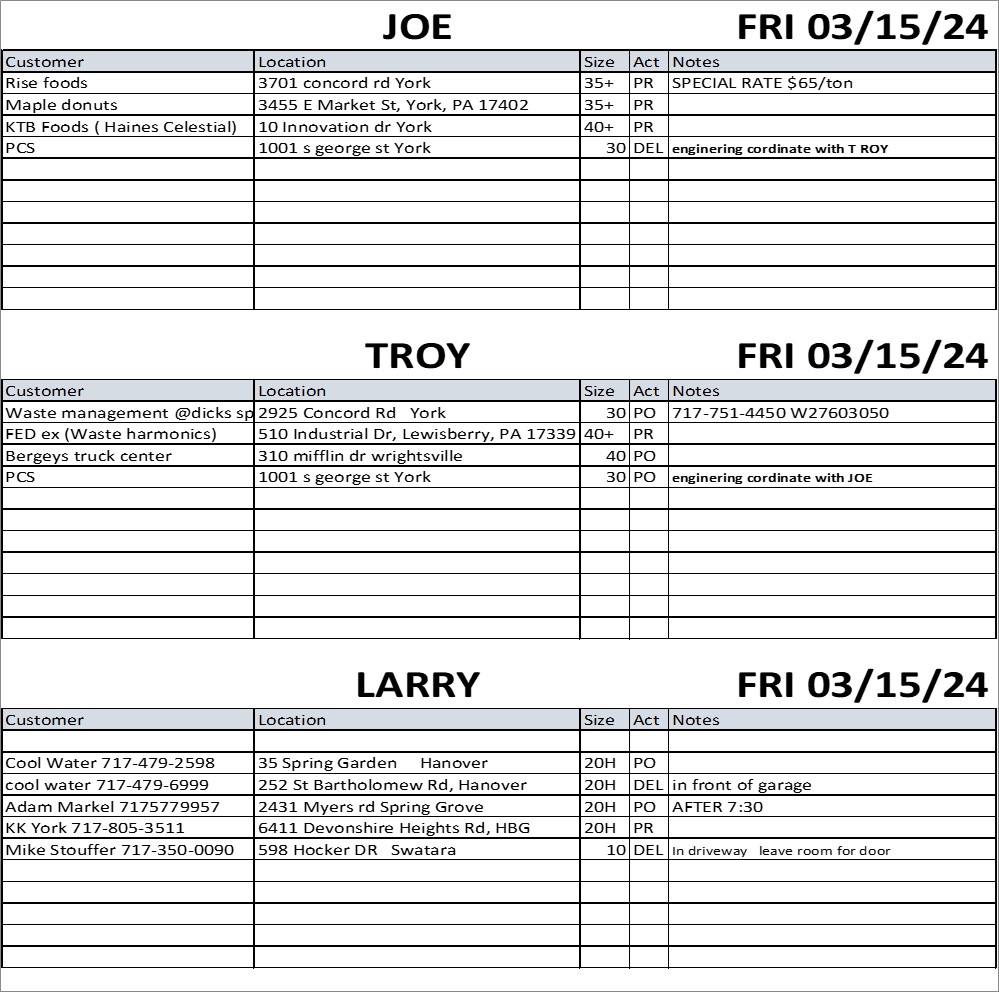 JOE FRI 03/15/24
Customer Location Size Act Notes
Rise foods 3701 concord rd York 35+ PR SPECIAL RATE $65/ton
Maple donuts 3455 E Market St, York, PA 17402 35+ PR
KTB Foods ( Haines Celestial) 10 Innovation dr York 40+ PR
PCS 1001 s george st York 30 DEL enginering cordinate with T ROY
TROY FRI 03/15/24
Customer Location Size Act Notes
Waste management @dicks sp 2925 Concord Rd York 30 PO 717-751-4450 W27603050
FED ex (Waste harmonics) 510 Industrial Dr, Lewisberry, PA 17339 40+ PR
Bergeys truck center 310 mifflin dr wrightsville 40 PO
PCS 1001 s george st York 30 PO enginering cordinate with JOE
LARRY FRI 03/15/24
Customer Location Size Act Notes
Cool Water 717-479-2598 35 Spring Garden Hanover 20H PO
cool water 717-479-6999 252 St Bartholomew Rd, Hanover 20H DEL in front of garage
Adam Markel 7175779957 2431 Myers rd Spring Grove 20H PO AFTER 7:30
KK York 717-805-3511 6411 Devonshire Heights Rd, HBG 20H PR
Mike Stouffer 717-350-0090 598 Hocker DR Swatara 10 DEL In driveway leave room for door